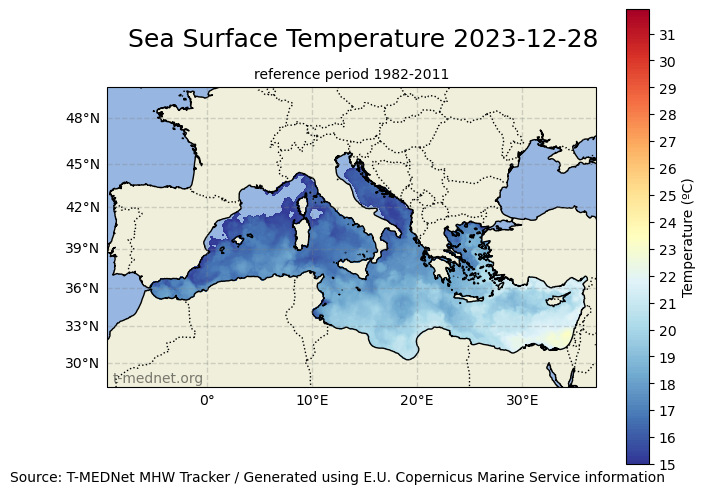 Sea Surface Temperature 2023-12-28
reference period 1982-2011
48°N
45°N
42°N
39°N
36°N
33°N
30°N
t-mednet.org
0°
10°E
20°E
30°E
31
30
29
28
27
26
25
24
23
22
21
20
19
18
17
16
15
Temperature (ºC)
Source: T-MEDNet MHW Tracker / Generated using E.U. Copernicus Marine Service information